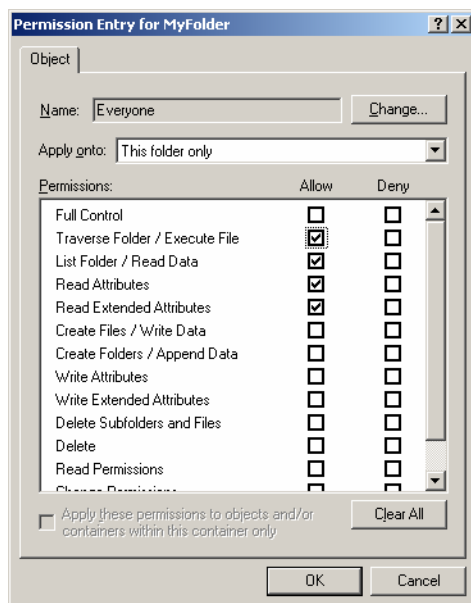 Permission Entry for MyFolder
Object
Name: Everyone Change...
Apply onto: This folder only
Permissions: Allow Deny
Full Control
Traverse Folder / Execute File
List Folder / Read Data
Read Attributes
Read Extended Attributes
Create Files / Write Data
Create Folders / Append Data
Write Attributes
Write Extended Attributes
Delete Subfolders and Files
Delete
Read Permissions
Change Permissions
Apply these permissions to objects and/or
containers within this container only
Clear All
OK Cancel